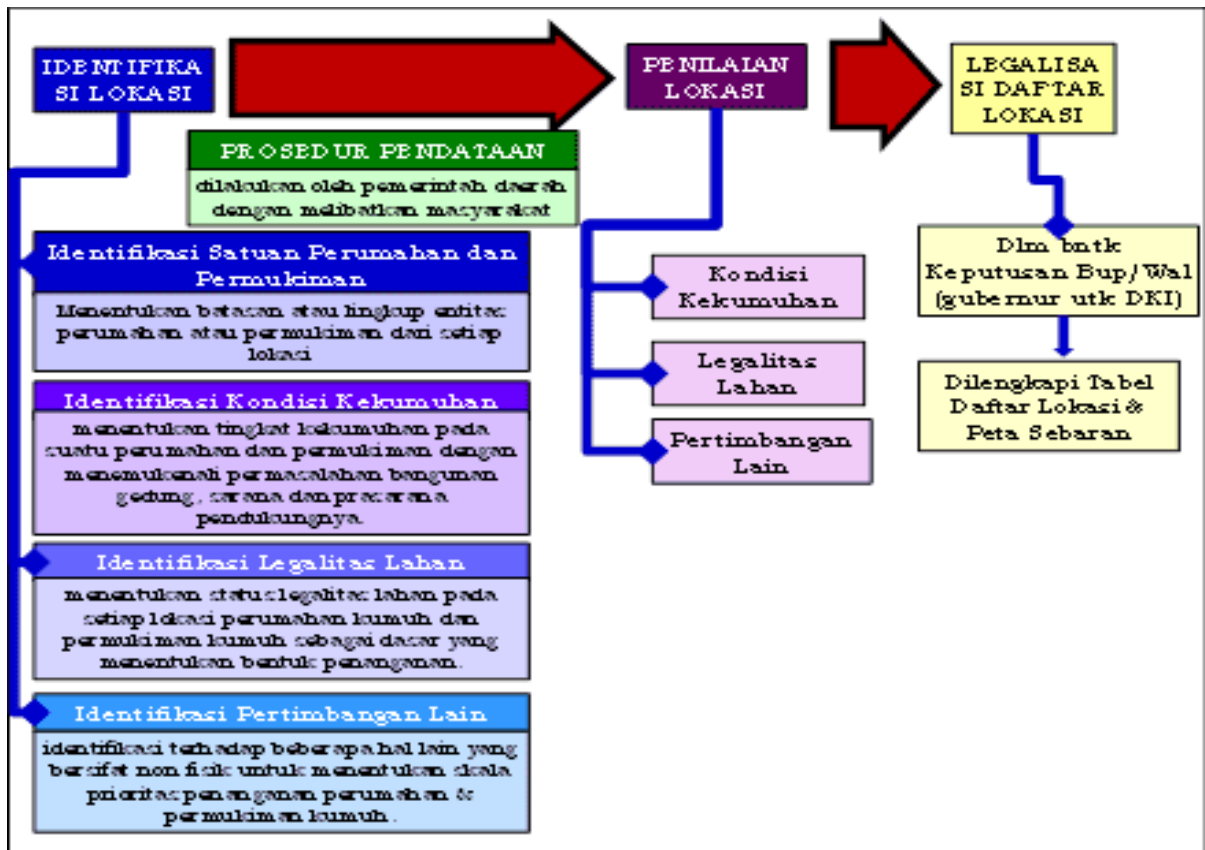 IDENTIFIKA
SI LOKASI
PENILAIAN
LOKASI
LEGALISA
SI DAFTAR
LOKASI
PROSEDUR PENDATAAN
dilakukan oleh pemerintah daerah
dengan melibatkan masyarakat
Identifikasi Satuan Perumahan dan
Permukiman
Menentukan batasan atau lingkup entitas
perumahan atau permukiman dari setiap
lokasi
Identifikasi Kondisi Kekumuhan
menentukan tingkat kekumuhan pada
suatu perumahan dan permukiman dengan
menemukenali permasalahan bangunan
gedung, sarana dan prasarana
pendukungnya
Identifikasi Legalitas Lahan
menentukan status legalitas lahan pada
setiap lokasi perumahan kumuh dan
permukiman kumuh sebagai dasar yang
menentukan bentuk penanganan.
Identifikasi Pertimbangan Lain
identifikasi terhadap beberapa hal lain yang
bersifat non fisik untuk menentukan skala
prioritas penanganan perumahan &
permukiman kumuh.
Kondisi
Kekumuhan
Legalitas
Lahan
Pertimbangan
Lain
Dlm bntk
Keputusan Bup/Wal
(gubernur utk DKI)
Dilengkapi Tabel
Daftar Lokasi &
Peta Sebaran